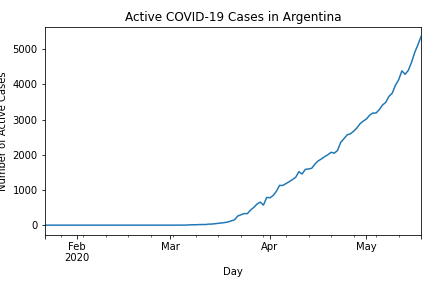 Active COVID-19 Cases in Argentina
Number of Active Cases
5000
4000
3000
2000
1000
0
Feb
2020
Mar
Apr
May
Day